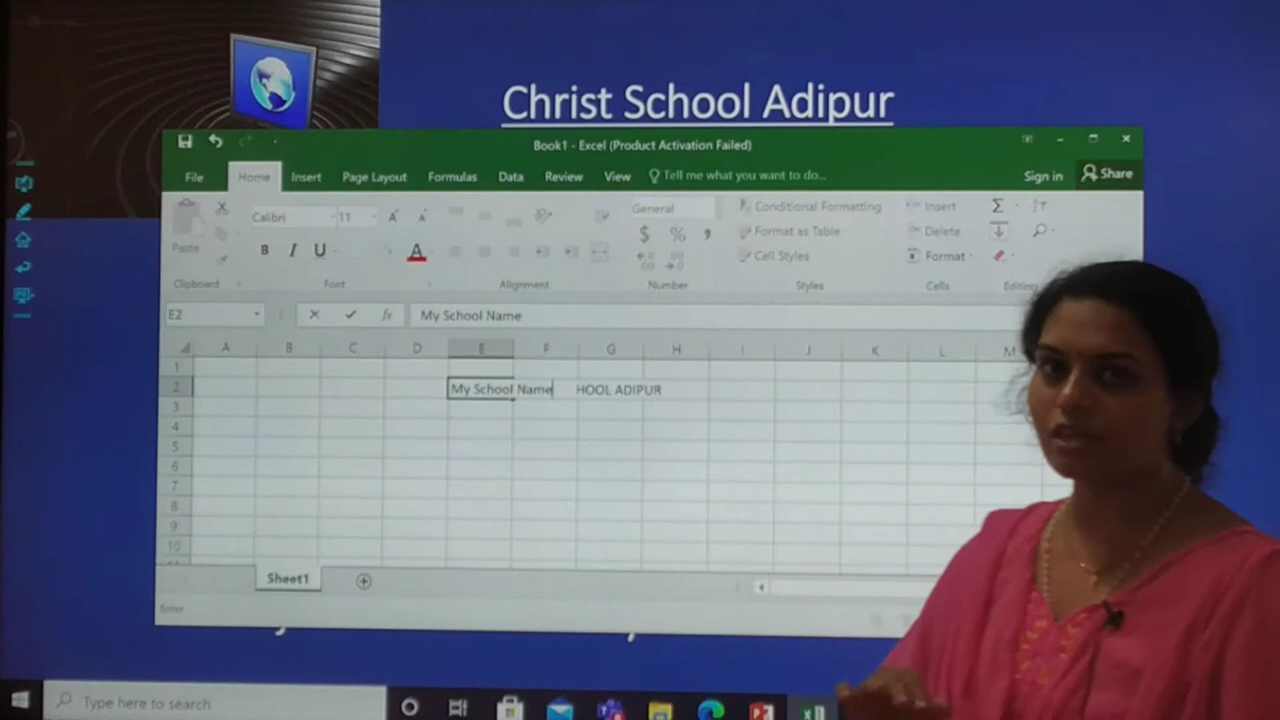 Christ School Adipur
Book1 - Excel (Product Activation Failed)
File Home Insert Page Layout Formulas Data Review View Tell me what you want to do... Sign in Share
Calibri 11 A A General Conditional Formatting Insert Σ
Paste B I U A $ % , Format as Table Delete
Cell Styles Format
Clipboard Font Alignment Number Styles Cells Editing
E2 fx My School Name
A B C D E F G H I J K L M
1
2 My School Name HOOL ADIPUR
3
4
5
6
7
8
9
10
Sheet1
Enter
Type here to search